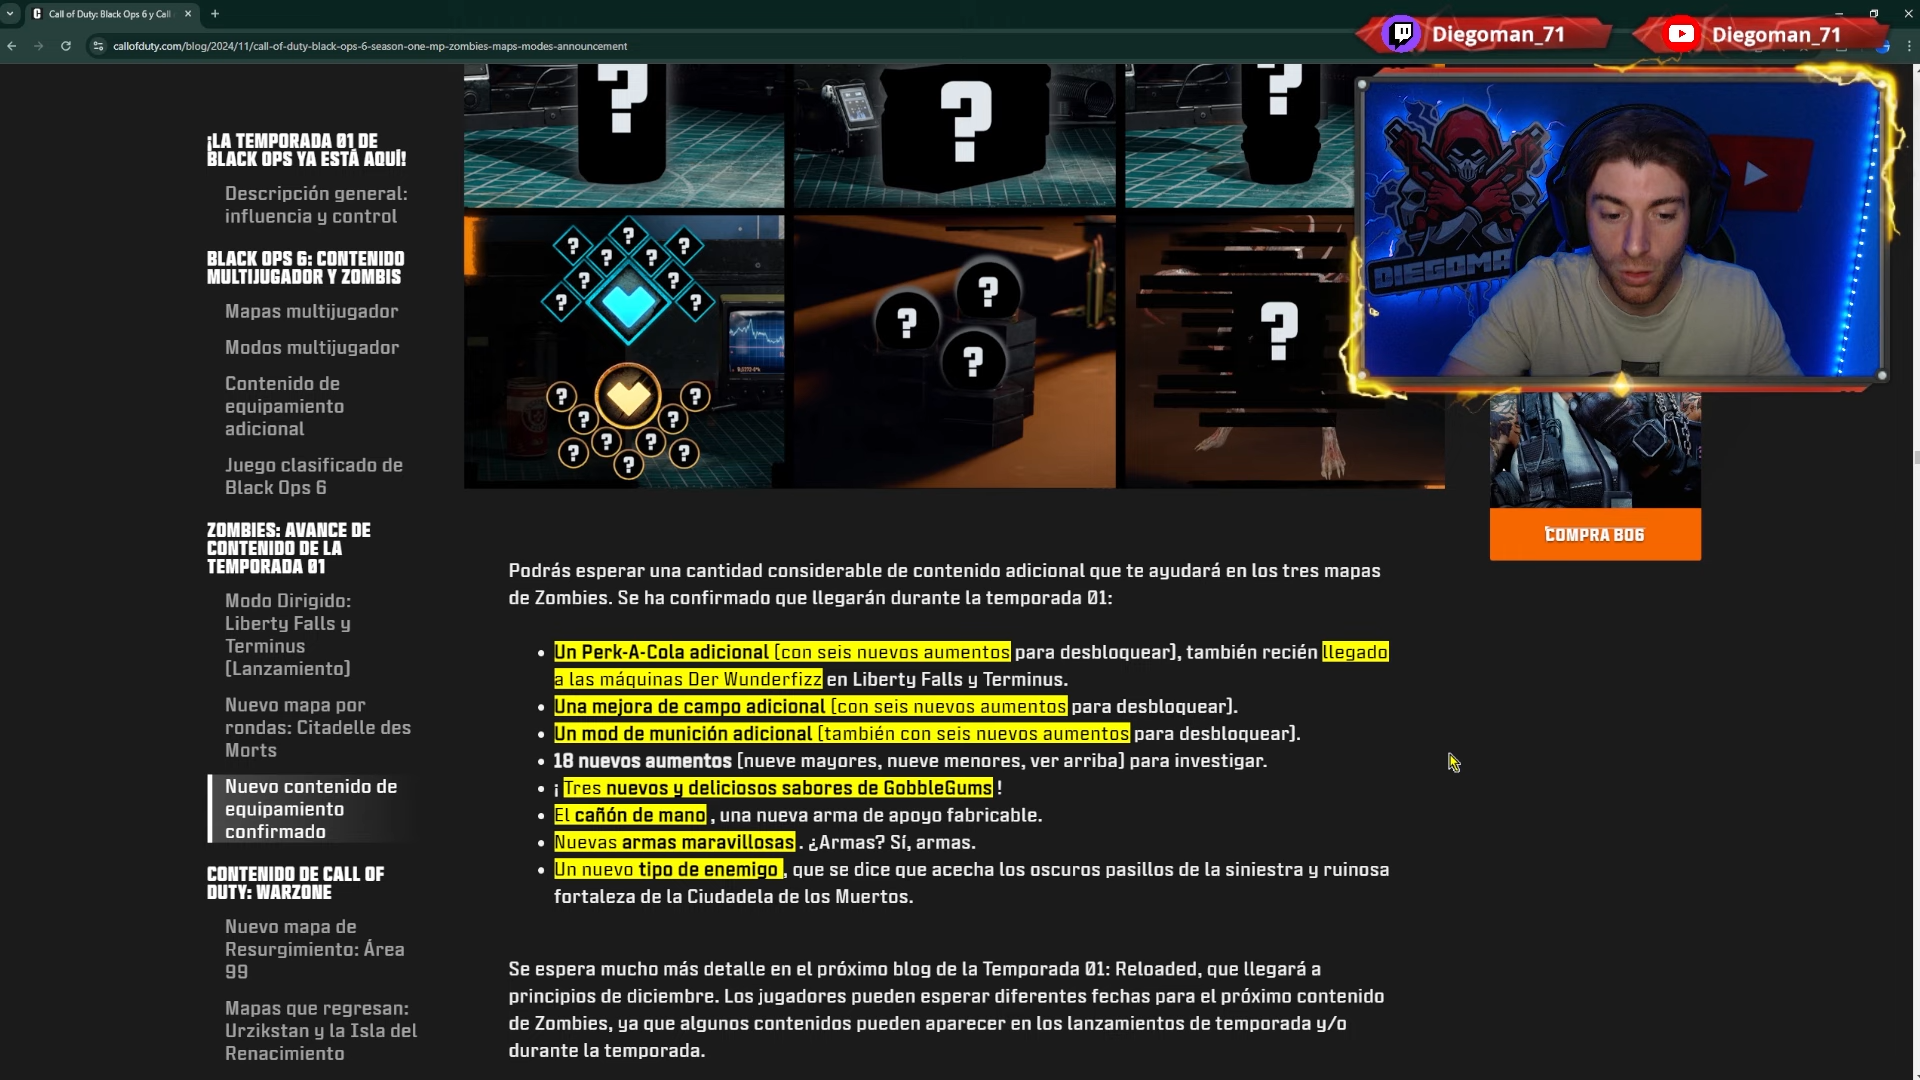 Call of Duty: Black Ops 6 y Call
callofduty.com/blog/2024/11/call-of-duty-black-ops-6-season-one-mp-zombies-maps-modes-announcement
Diegoman_71
Diegoman_71
DIEGOMA
¡LA TEMPORADA 01 DE
BLACK OPS YA ESTÁ AQUÍ!
Descripción general:
influencia y control
BLACK OPS 6: CONTENIDO
MULTIJUGADOR Y ZOMBIS
Mapas multijugador
Modos multijugador
Contenido de
equipamiento
adicional
Juego clasificado de
Black Ops 6
ZOMBIES: AVANCE DE
CONTENIDO DE LA
TEMPORADA 01
Modo Dirigido:
Liberty Falls y
Terminus
[Lanzamiento]
Nuevo mapa por
rondas: Citadelle des
Morts
Nuevo contenido de
equipamiento
confirmado
CONTENIDO DE CALL OF
DUTY: WARZONE
Nuevo mapa de
Resurgimiento: Área
99
Mapas que regresan:
Urzikstan y la Isla del
Renacimiento
? ? ?
? ? ? ? ? ? ? ? ?
? ? ? ? ? ? ? ? ?
? ? ?
?
COMPRA BO6
Podrás esperar una cantidad considerable de contenido adicional que te ayudará en los tres mapas
de Zombies. Se ha confirmado que llegarán durante la temporada 01:
• Un Perk-A-Cola adicional [con seis nuevos aumentos para desbloquear], también recién llegado
a las máquinas Der Wunderfizz en Liberty Falls y Terminus.
• Una mejora de campo adicional [con seis nuevos aumentos para desbloquear].
• Un mod de munición adicional [también con seis nuevos aumentos para desbloquear].
• 18 nuevos aumentos [nueve mayores, nueve menores, ver arriba] para investigar.
• ¡ Tres nuevos y deliciosos sabores de GobbleGums !
• El cañón de mano , una nueva arma de apoyo fabricable.
• Nuevas armas maravillosas . ¿Armas? Sí, armas.
• Un nuevo tipo de enemigo , que se dice que acecha los oscuros pasillos de la siniestra y ruinosa
fortaleza de la Ciudadela de los Muertos.
Se espera mucho más detalle en el próximo blog de la Temporada 01: Reloaded, que llegará a
principios de diciembre. Los jugadores pueden esperar diferentes fechas para el próximo contenido
de Zombies, ya que algunos contenidos pueden aparecer en los lanzamientos de temporada y/o
durante la temporada.